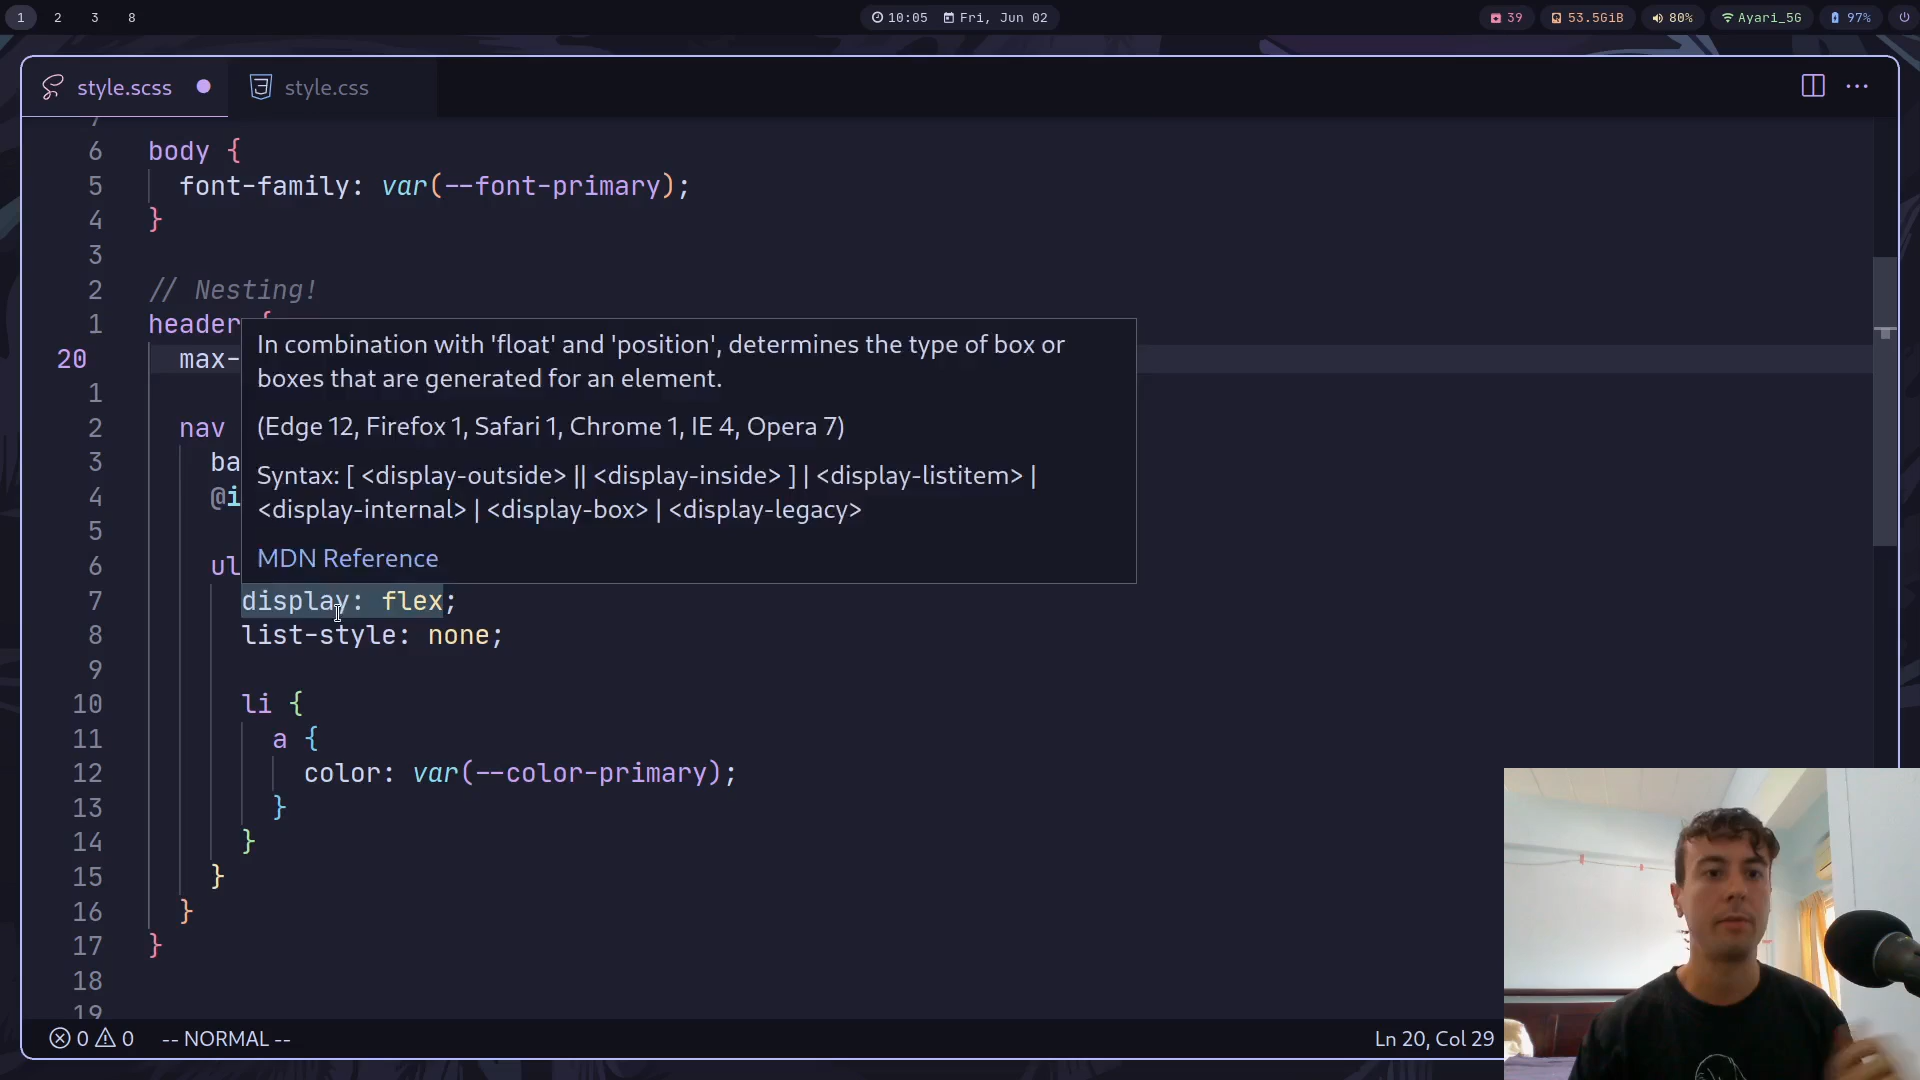 1 2 3 8 10:05 Fri, Jun 02 39 53.5GiB 80% Ayari_5G 97%
style.scss style.css
6 body {
5 font-family: var(--font-primary);
4 }
3
2 // Nesting!
1 header {
In combination with 'float' and 'position', determines the type of box or
20 max-
boxes that are generated for an element.
1
2 nav
(Edge 12, Firefox 1, Safari 1, Chrome 1, IE 4, Opera 7)
3 ba
Syntax: [ <display-outside> || <display-inside> ] | <display-listitem> |
4 @i
<display-internal> | <display-box> | <display-legacy>
5
6 ul
MDN Reference
7 display: flex;
8 list-style: none;
9
10 li {
11 a {
12 color: var(--color-primary);
13 }
14 }
15 }
16 }
17 }
18
19
0 0 -- NORMAL -- Ln 20, Col 29